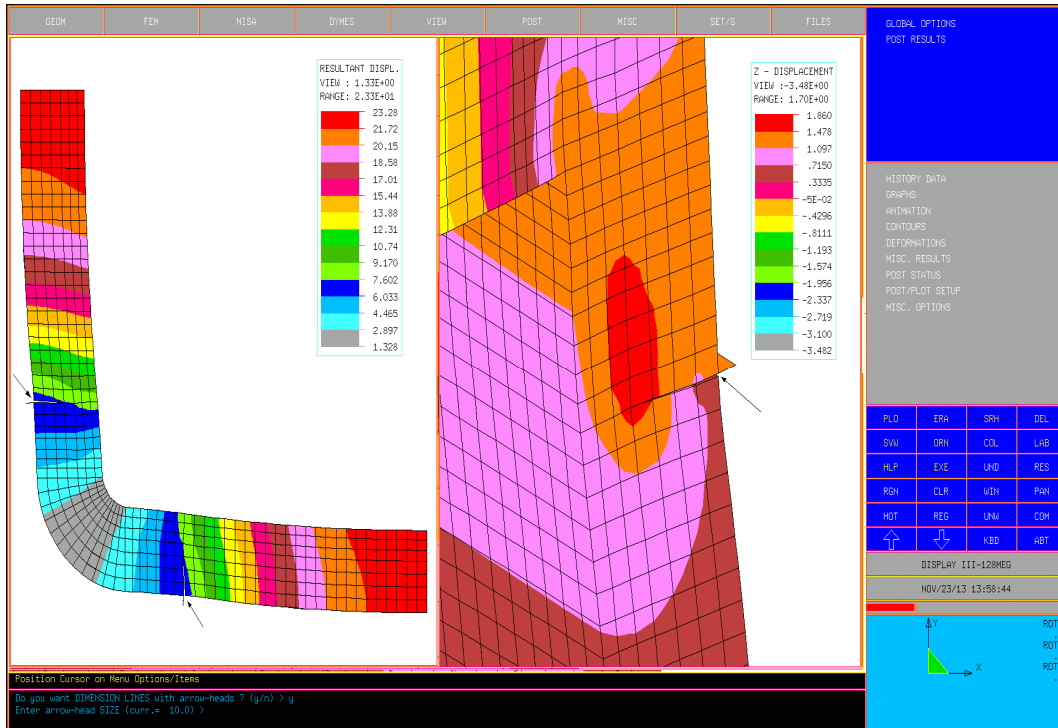 GEOM FEM NISA DYMES VIEW POST MISC SET/S FILES
GLOBAL OPTIONS
POST RESULTS
RESULTANT DISPL.
VIEW : 1.33E+00
RANGE: 2.33E+01
23.28
21.72
20.15
18.58
17.01
15.44
13.88
12.31
10.74
9.170
7.602
6.033
4.465
2.897
1.328
Z - DISPLACEMENT
VIEW :-3.48E+00
RANGE: 1.70E+00
1.860
1.478
1.097
.7150
.3335
-5E-02
-.4296
-.8111
-1.193
-1.574
-1.956
-2.337
-2.719
-3.100
-3.482
HISTORY DATA
GRAPHS
ANIMATION
CONTOURS
DEFORMATIONS
MISC. RESULTS
POST STATUS
POST/PLOT SETUP
MISC. OPTIONS
PLO ERA SRH DEL
SVW ORN COL LAB
HLP EXE UND RES
RGN CLR WIN PAN
HOT REG UNW COM
KBD ABT
DISPLAY III-128MEG
NOV/23/13 13:58:44
Y
X
ROT
ROT
ROT
Position Cursor on Menu Options/Items
Do you want DIMENSION LINES with arrow-heads ? (y/n) > y
Enter arrow-head SIZE (curr.= 10.0) >